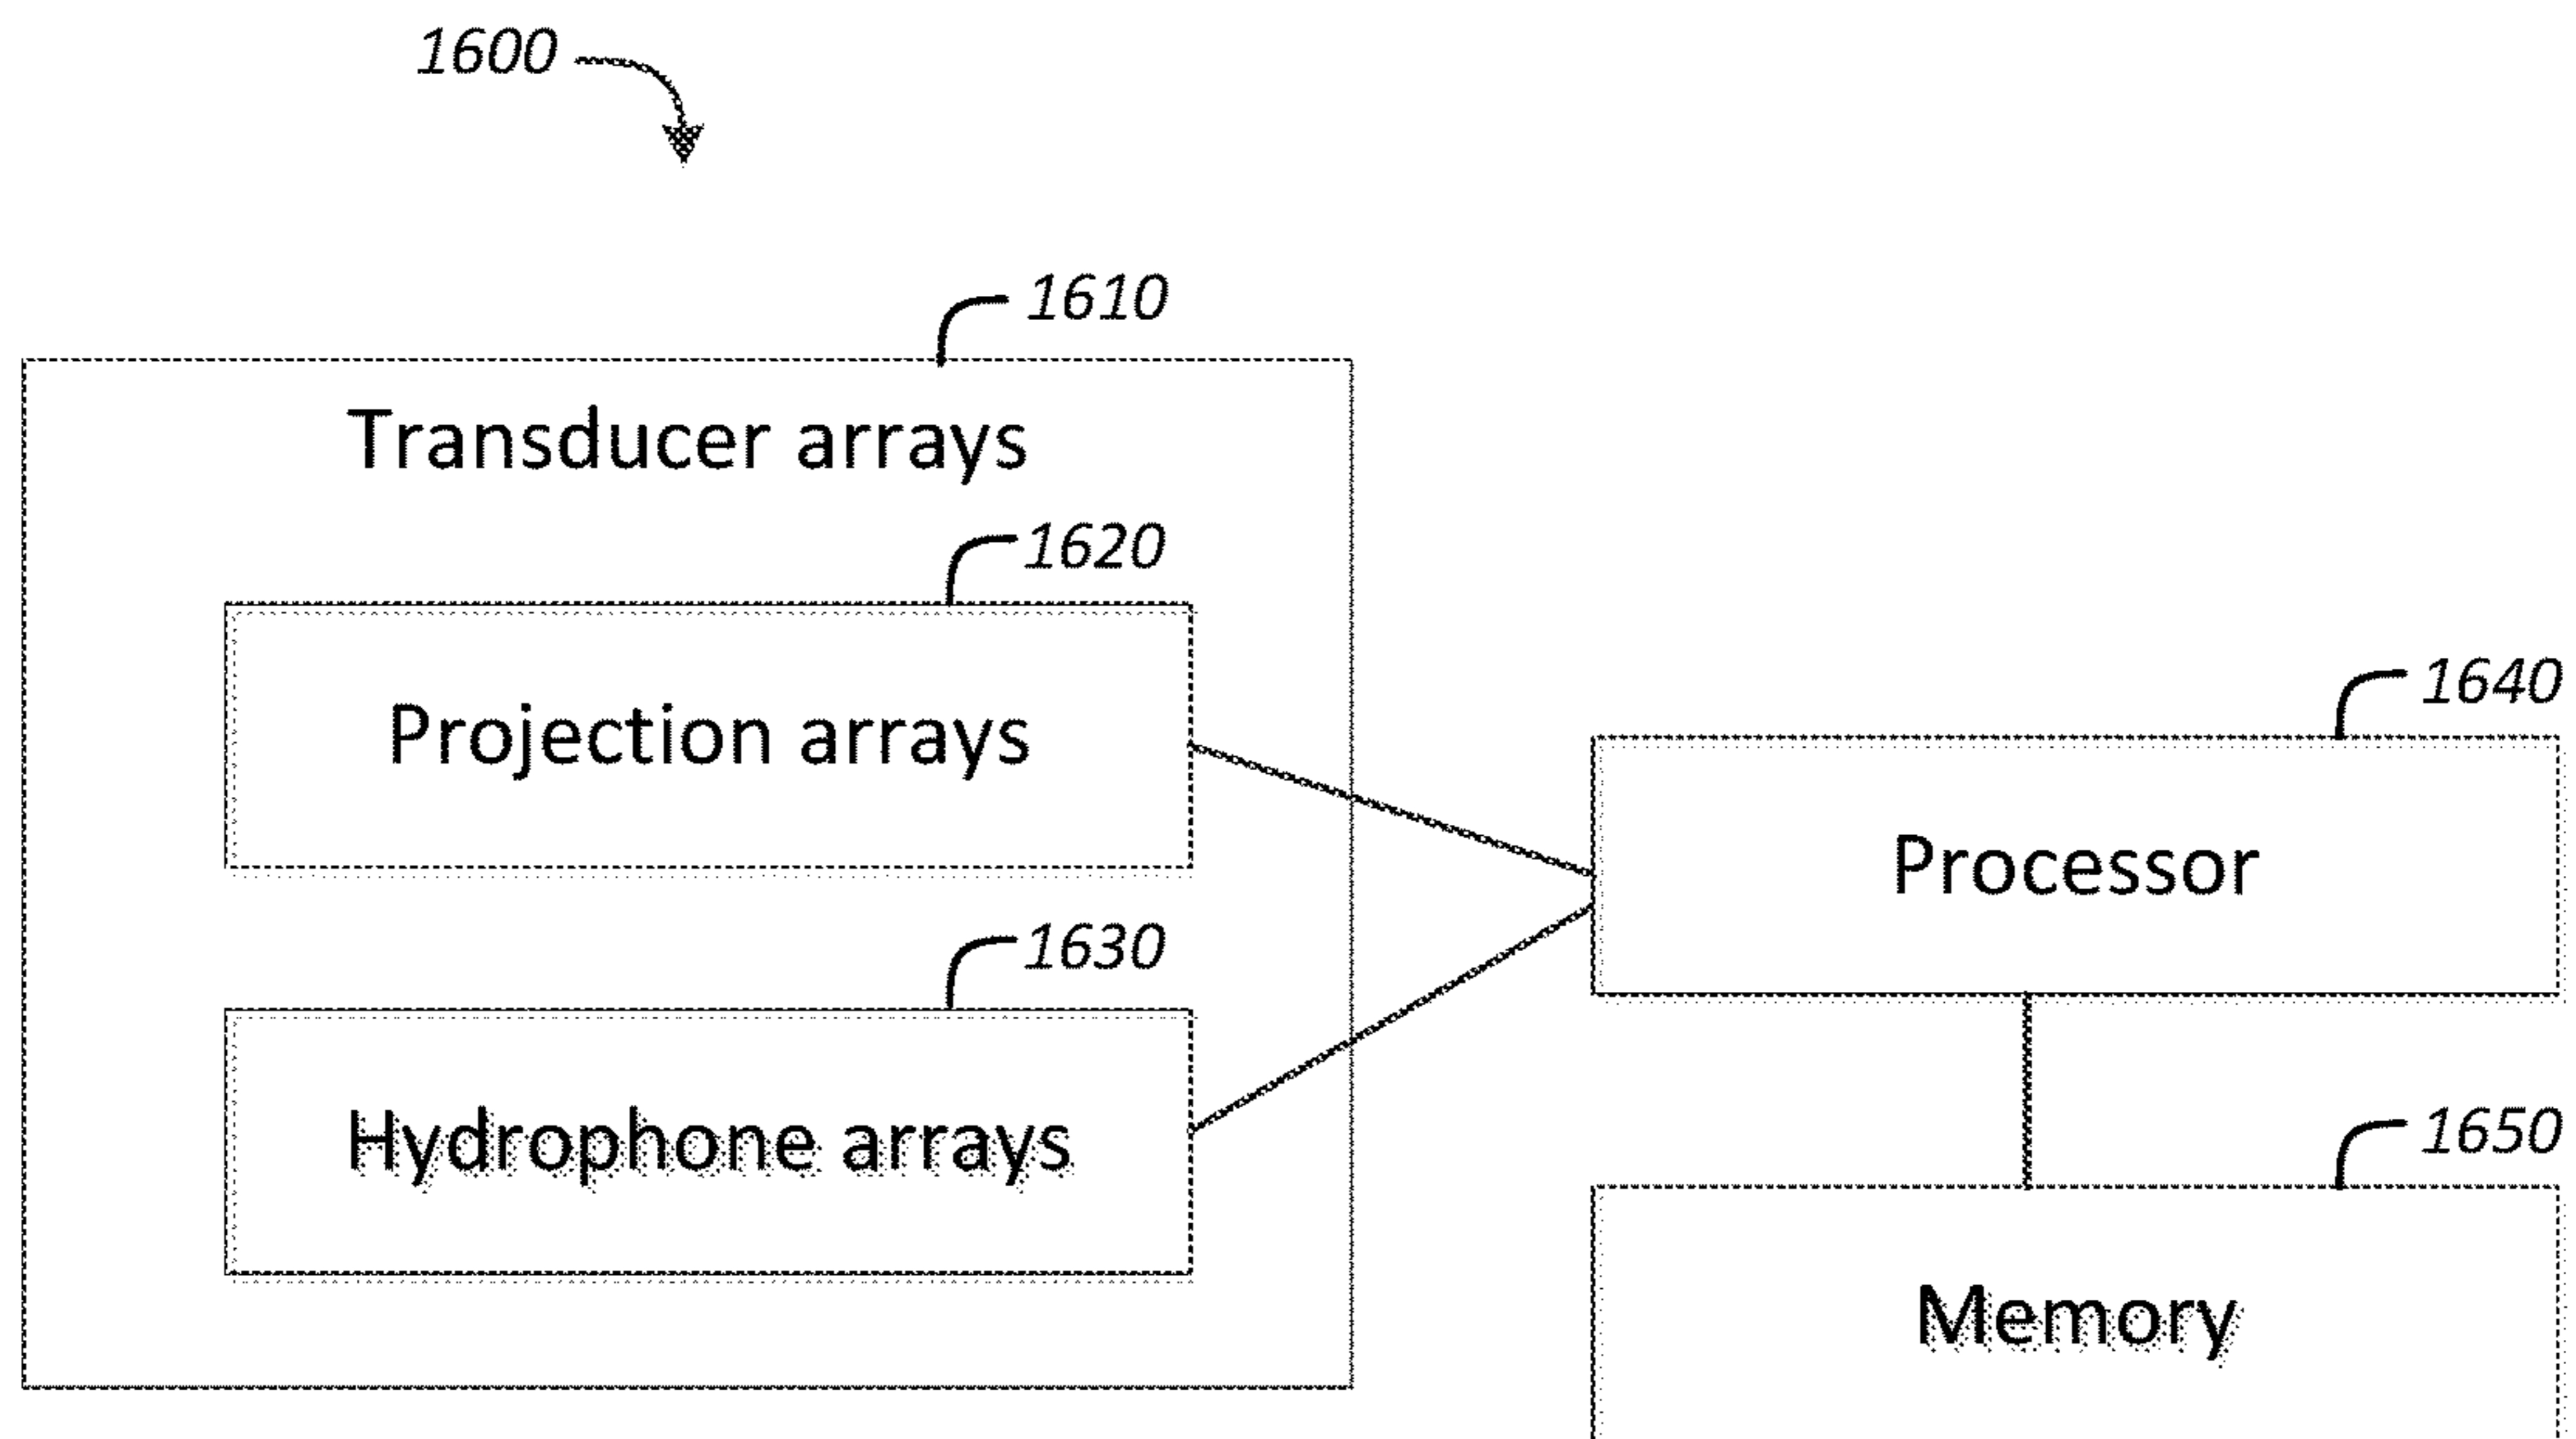 1600
1610
Transducer arrays
1620
Projection arrays
1640
Processor
1630
Hydrophone arrays
1650
Memory